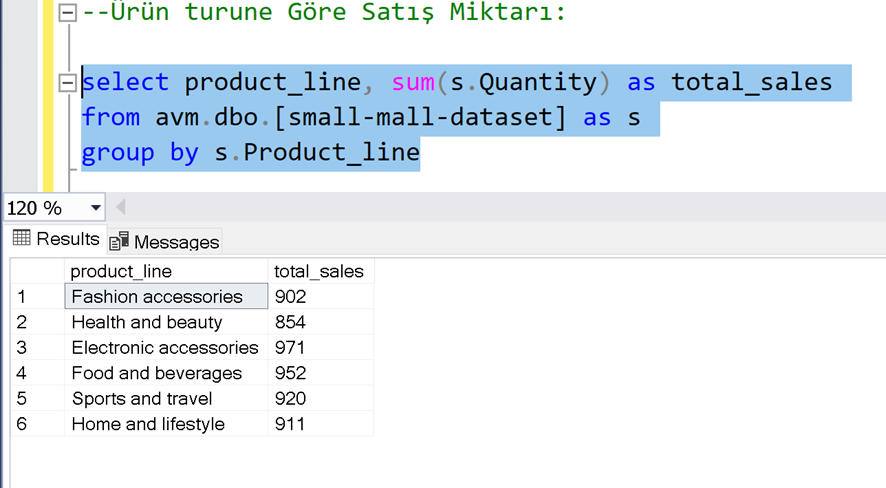 --Ürün turune Göre Satış Miktarı:
select product_line, sum(s.Quantity) as total_sales
from avm.dbo.[small-mall-dataset] as s
group by s.Product_line
120 %
Results Messages
product_line total_sales
1 Fashion accessories 902
2 Health and beauty 854
3 Electronic accessories 971
4 Food and beverages 952
5 Sports and travel 920
6 Home and lifestyle 911